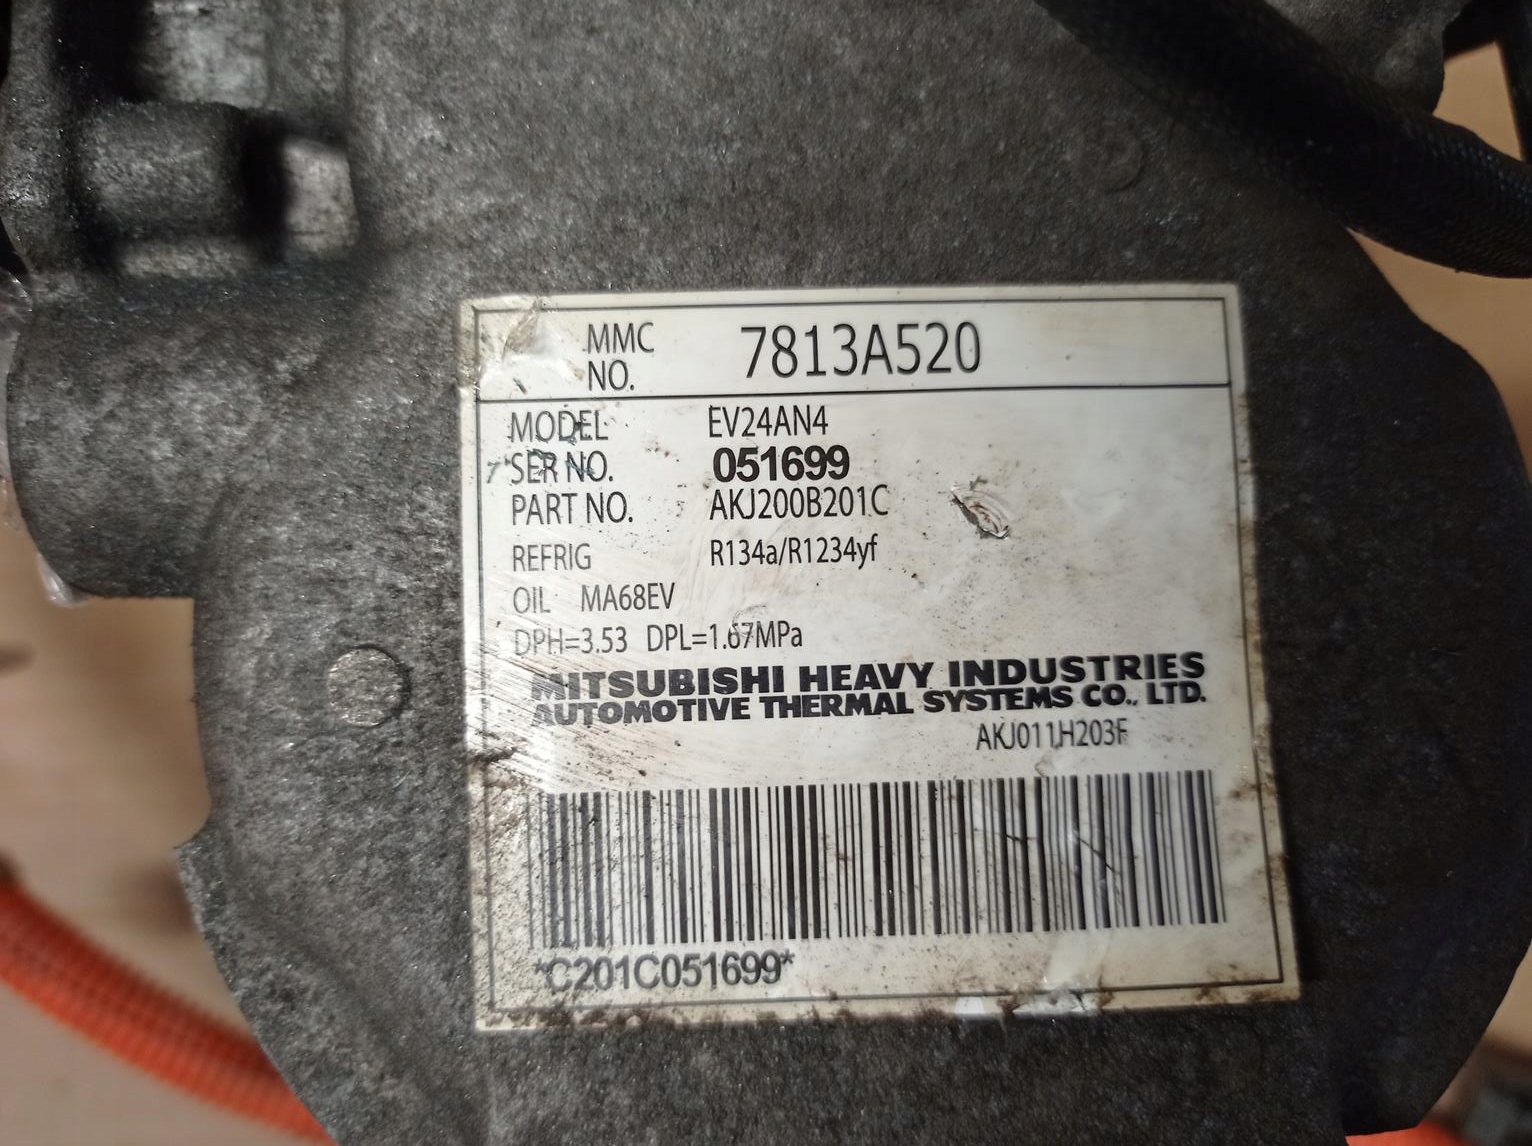 MMC NO. 7813A520
MODEL EV24AN4
SER NO. 051699
PART NO. AKJ200B201C
REFRIG R134a/R1234yf
OIL MA68EV
DPH=3.53 DPL=1.67MPa
MITSUBISHI HEAVY INDUSTRIES
AUTOMOTIVE THERMAL SYSTEMS CO., LTD.
AKJ011H203F
*C201C051699*